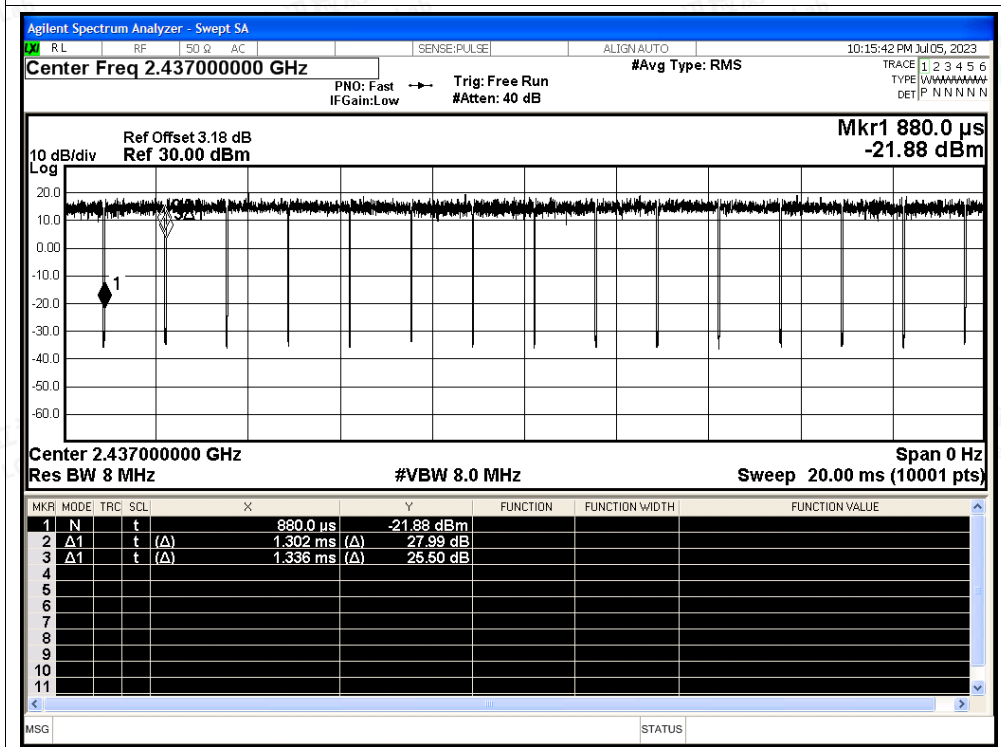 Agilent Spectrum Analyzer - Swept SA
LXI RL RF 50 Ω AC SENSE:PULSE ALIGN AUTO 10:15:42 PM Jul 05, 2023
Center Freq 2.437000000 GHz #Avg Type: RMS TRACE 1 2 3 4 5 6
PNO: Fast Trig: Free Run TYPE
IFGain:Low #Atten: 40 dB DET P N N N N N
Mkr1 880.0 µs
Ref Offset 3.18 dB
10 dB/div Ref 30.00 dBm -21.88 dBm
Log
20.0
10.0
3Δ1
0.00
-10.0
1
-20.0
-30.0
-40.0
-50.0
-60.0
Center 2.437000000 GHz Span 0 Hz
Res BW 8 MHz #VBW 8.0 MHz Sweep 20.00 ms (10001 pts)
MKR MODE TRC SCL X Y FUNCTION FUNCTION WIDTH FUNCTION VALUE
1 N t 880.0 µs -21.88 dBm
2 Δ1 t (Δ) 1.302 ms (Δ) 27.99 dB
3 Δ1 t (Δ) 1.336 ms (Δ) 25.50 dB
4
5
6
7
8
9
10
11
MSG STATUS